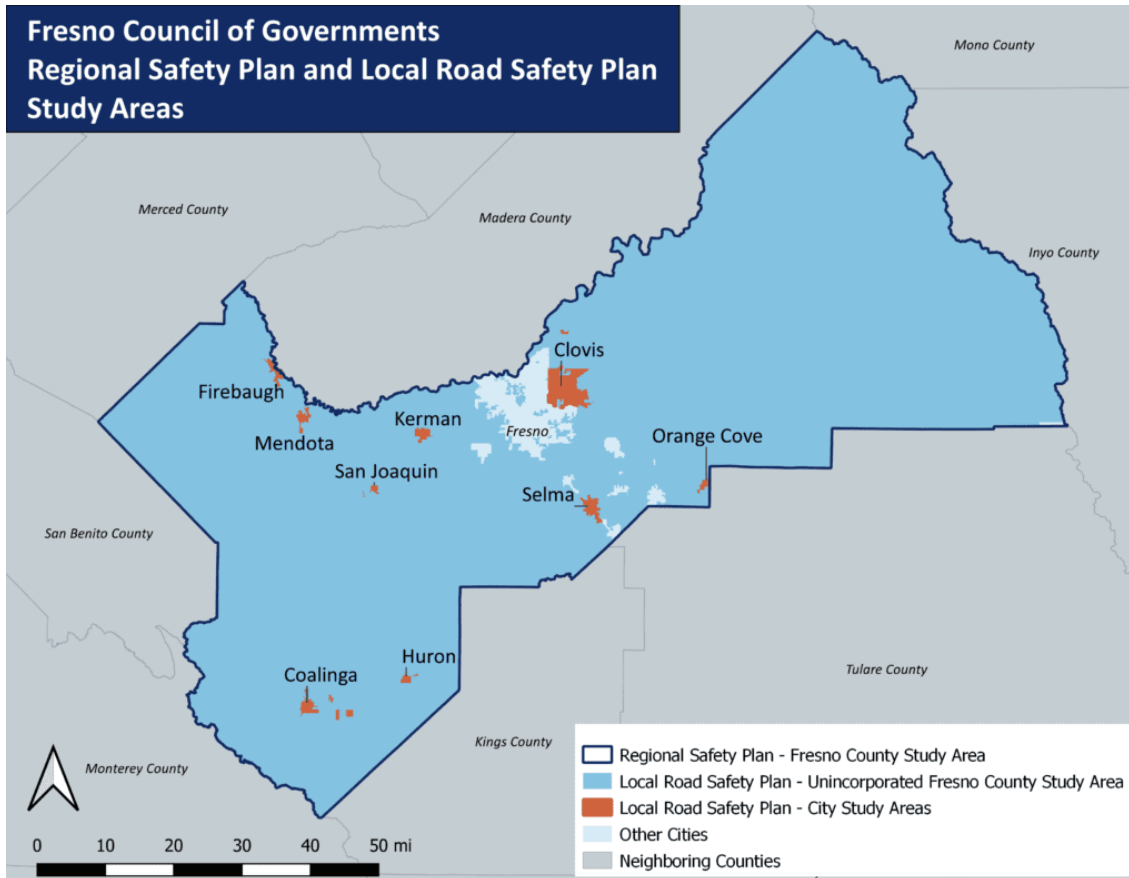 Fresno Council of Governments
Regional Safety Plan and Local Road Safety Plan
Study Areas
Mono County
Merced County
Madera County
Inyo County
Clovis
Firebaugh
Kerman
Fresno
Mendota
Orange Cove
San Joaquin
Selma
San Benito County
Huron
Coalinga
Tulare County
Kings County
Monterey County
Regional Safety Plan - Fresno County Study Area
Local Road Safety Plan - Unincorporated Fresno County Study Area
Local Road Safety Plan - City Study Areas
Other Cities
Neighboring Counties
0 10 20 30 40 50 mi